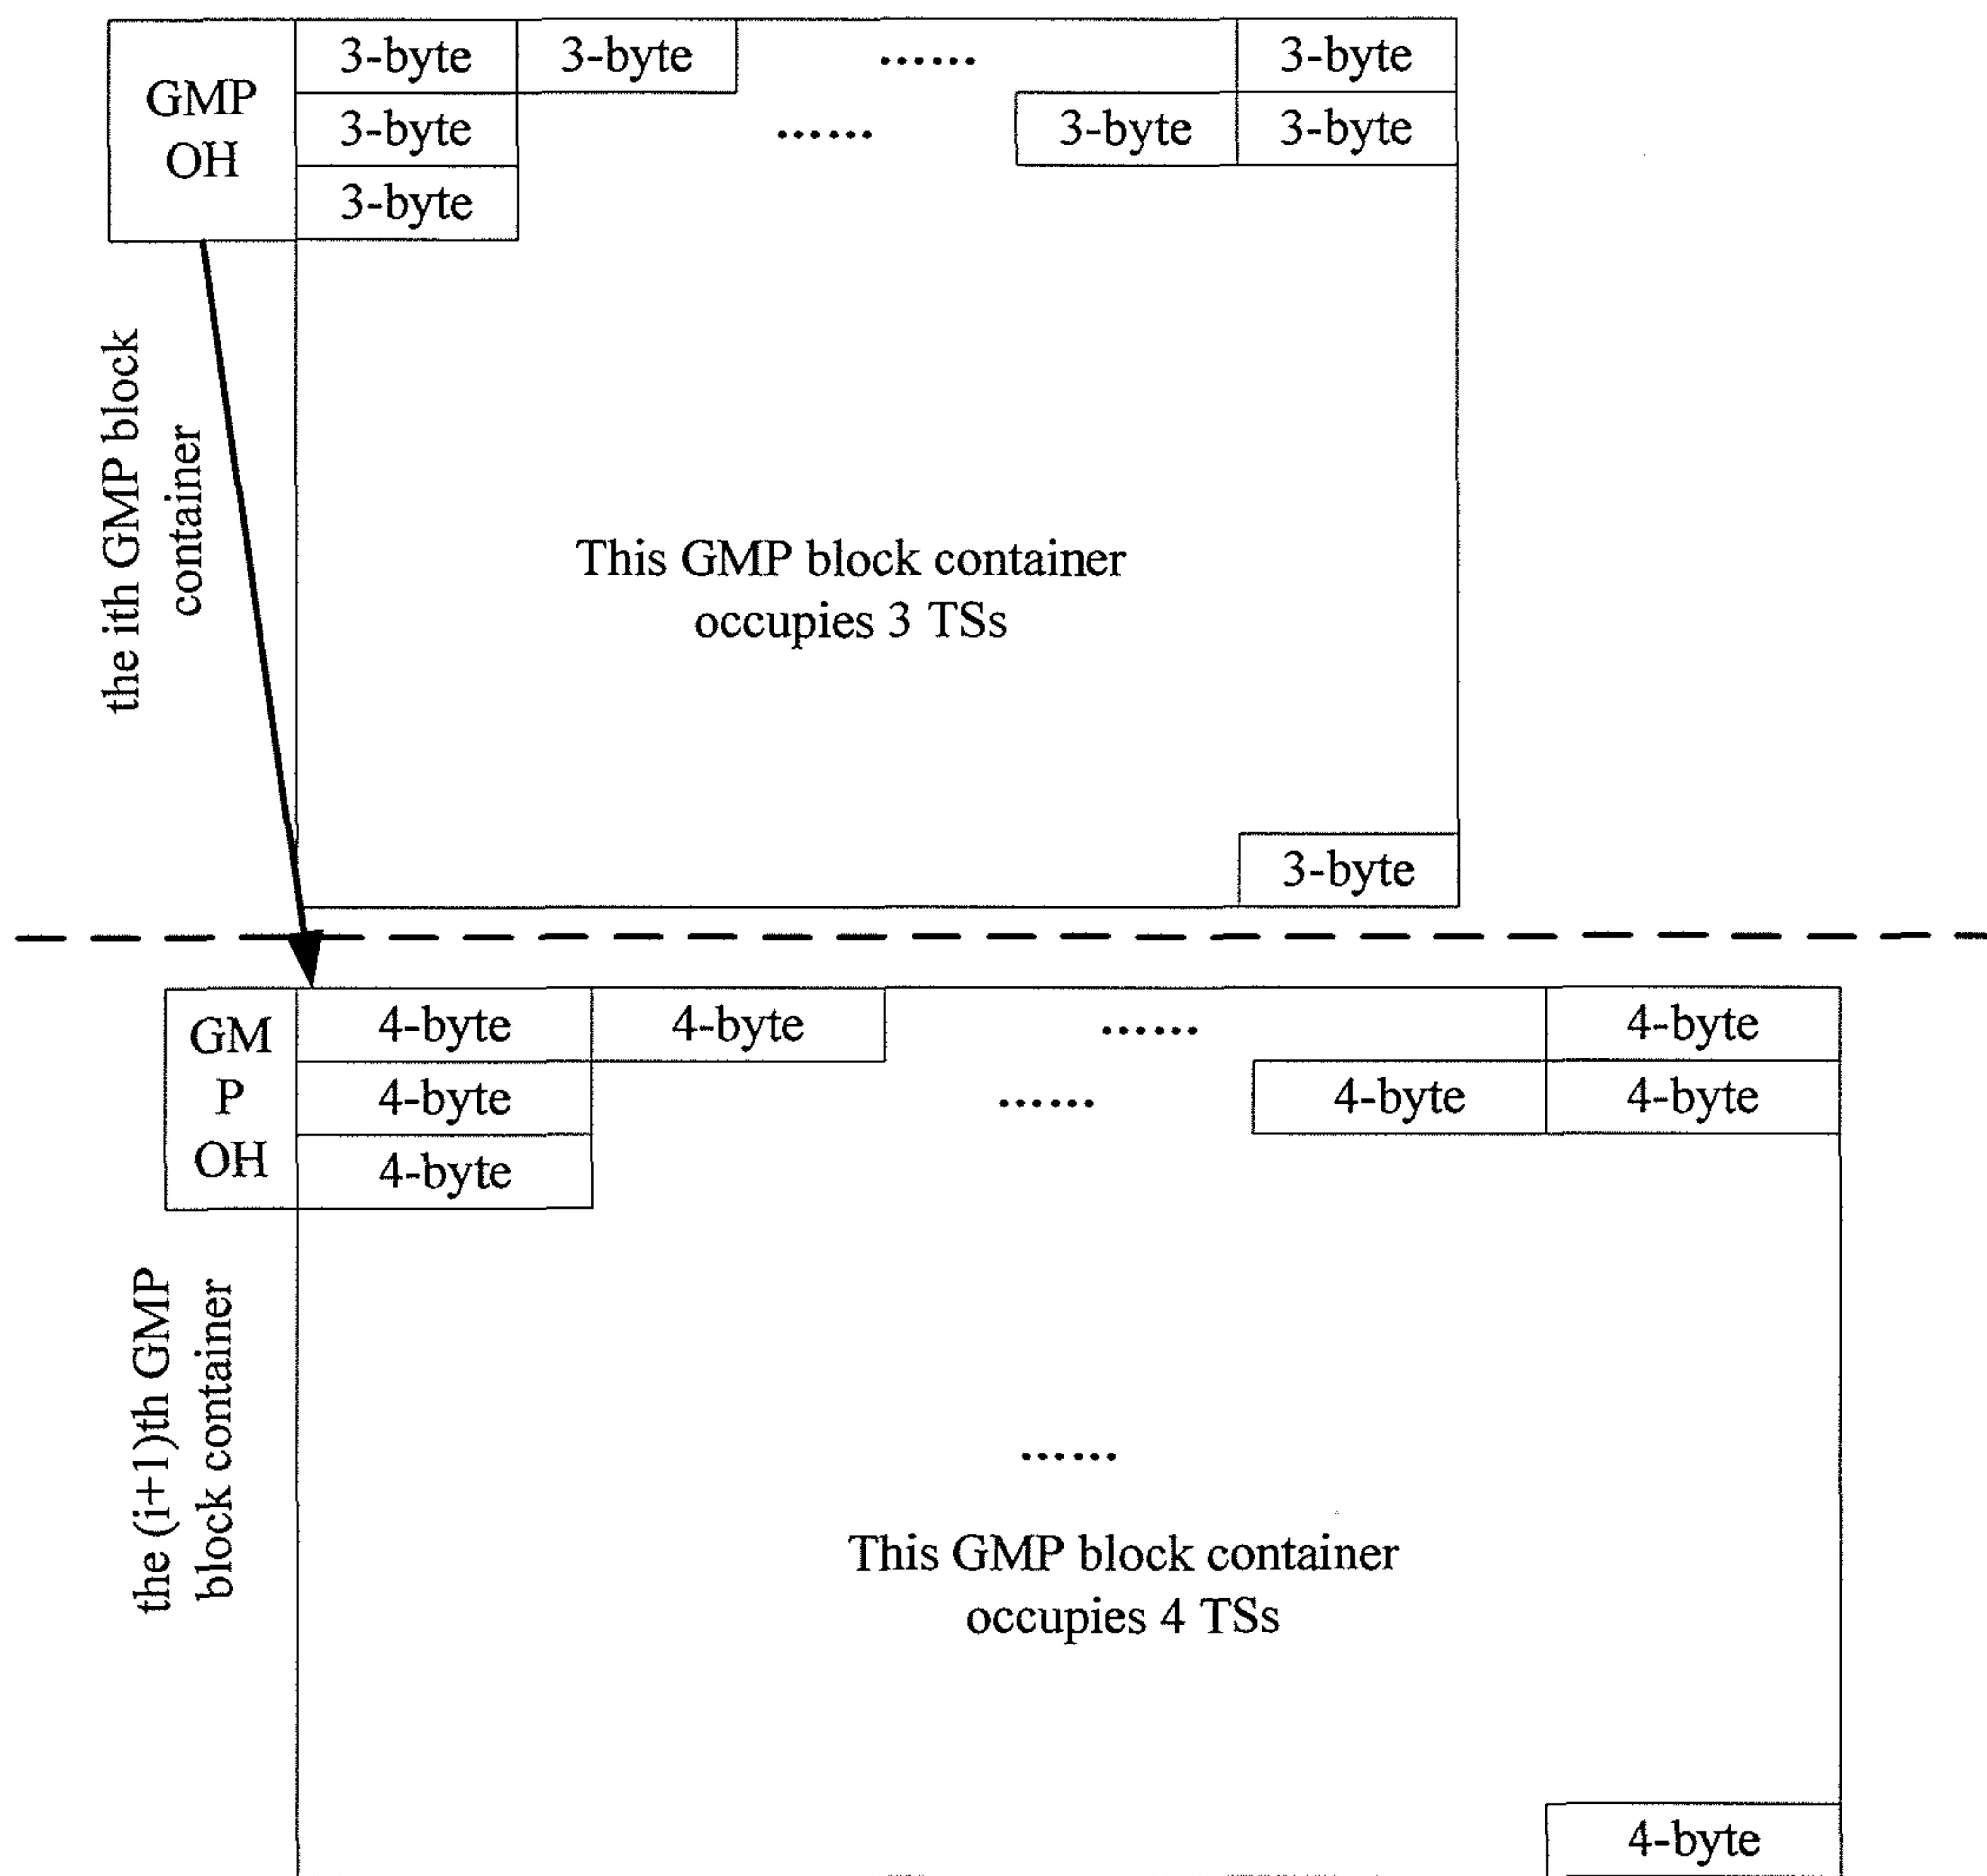 3-byte 3-byte ...... 3-byte
GMP
OH
3-byte ...... 3-byte 3-byte
3-byte
the ith GMP block
container
This GMP block container
occupies 3 TSs
3-byte
GM
P
OH
4-byte 4-byte ...... 4-byte
4-byte ...... 4-byte 4-byte
4-byte
the (i+1)th GMP
block container
......
This GMP block container
occupies 4 TSs
4-byte